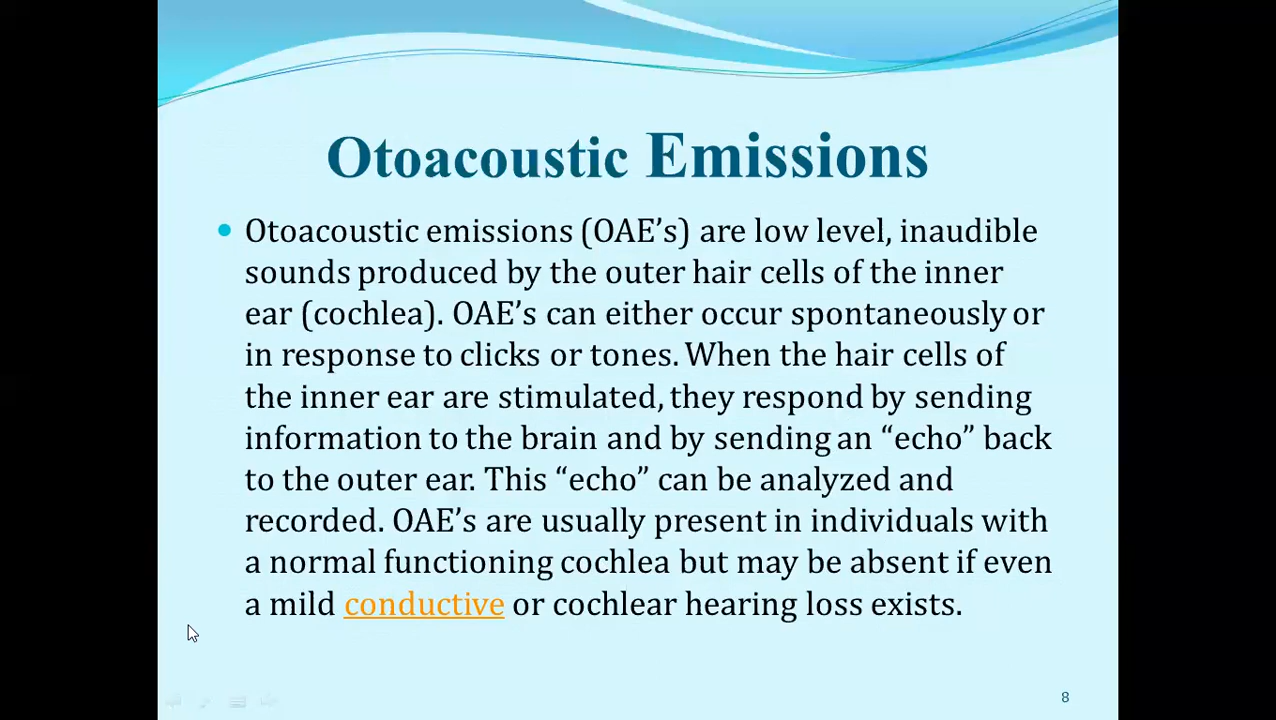 Otoacoustic Emissions
• Otoacoustic emissions (OAE’s) are low level, inaudible
sounds produced by the outer hair cells of the inner
ear (cochlea). OAE’s can either occur spontaneously or
in response to clicks or tones. When the hair cells of
the inner ear are stimulated, they respond by sending
information to the brain and by sending an “echo” back
to the outer ear. This “echo” can be analyzed and
recorded. OAE’s are usually present in individuals with
a normal functioning cochlea but may be absent if even
a mild conductive or cochlear hearing loss exists.
8